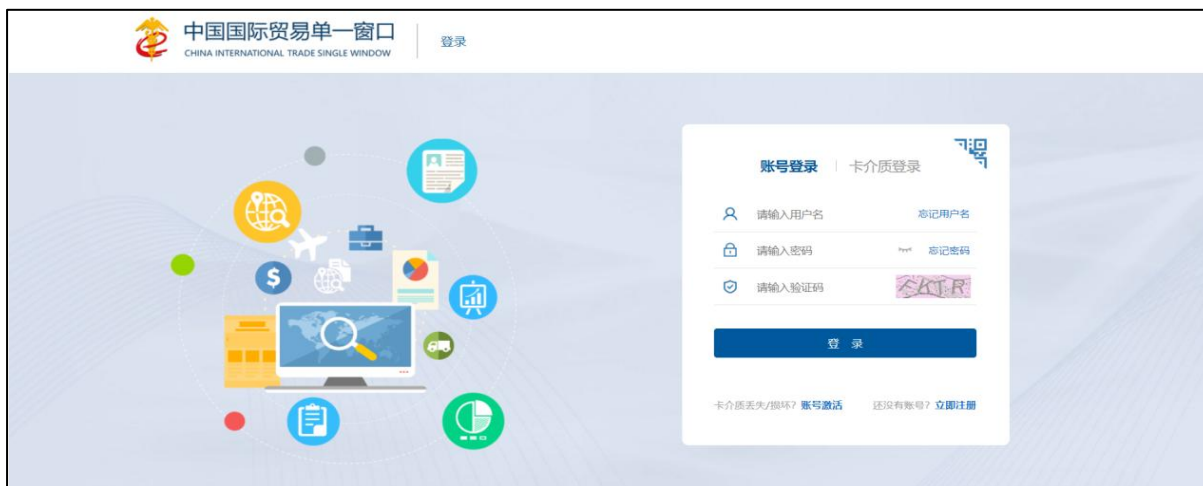 中国国际贸易单一窗口
CHINA INTERNATIONAL TRADE SINGLE WINDOW
登录
账号登录
卡介质登录
请输入用户名 忘记用户名
请输入密码 忘记密码
请输入验证码
登 录
卡介质丢失/损坏? 账号激活 还没有账号? 立即注册